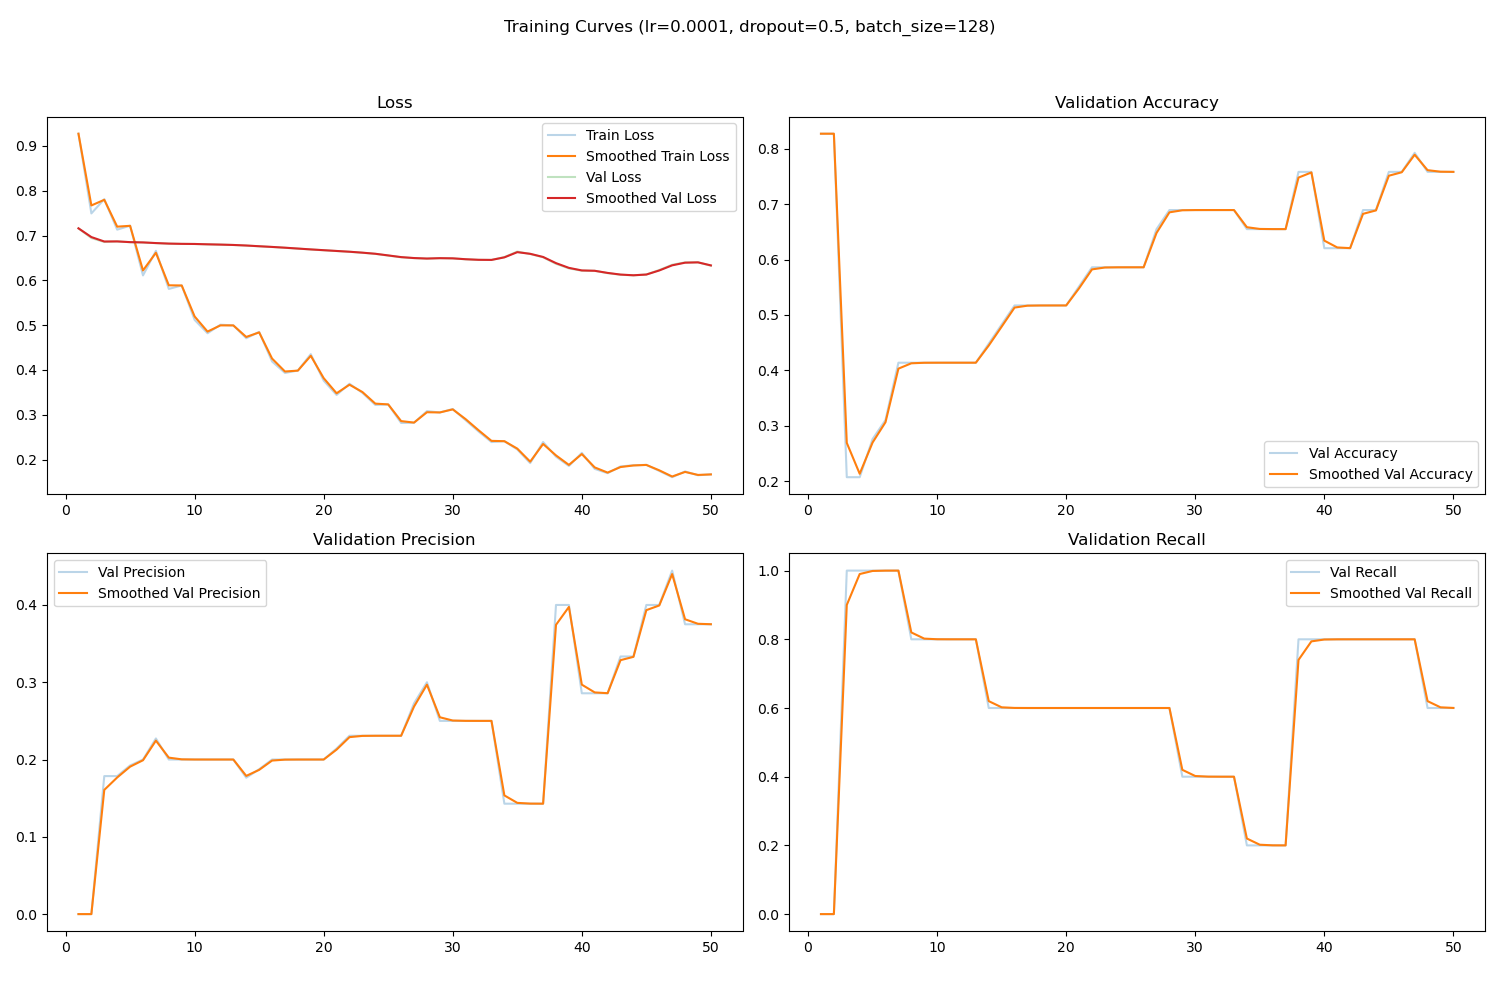 Training Curves (lr=0.0001, dropout=0.5, batch_size=128)
Loss
Train Loss
Smoothed Train Loss
Val Loss
Smoothed Val Loss
0.9
0.8
0.7
0.6
0.5
0.4
0.3
0.2
0 10 20 30 40 50
Validation Accuracy
0.8
0.7
0.6
0.5
0.4
0.3
0.2
Val Accuracy
Smoothed Val Accuracy
0 10 20 30 40 50
Validation Precision
Val Precision
Smoothed Val Precision
0.4
0.3
0.2
0.1
0.0
0 10 20 30 40 50
Validation Recall
Val Recall
Smoothed Val Recall
1.0
0.8
0.6
0.4
0.2
0.0
0 10 20 30 40 50